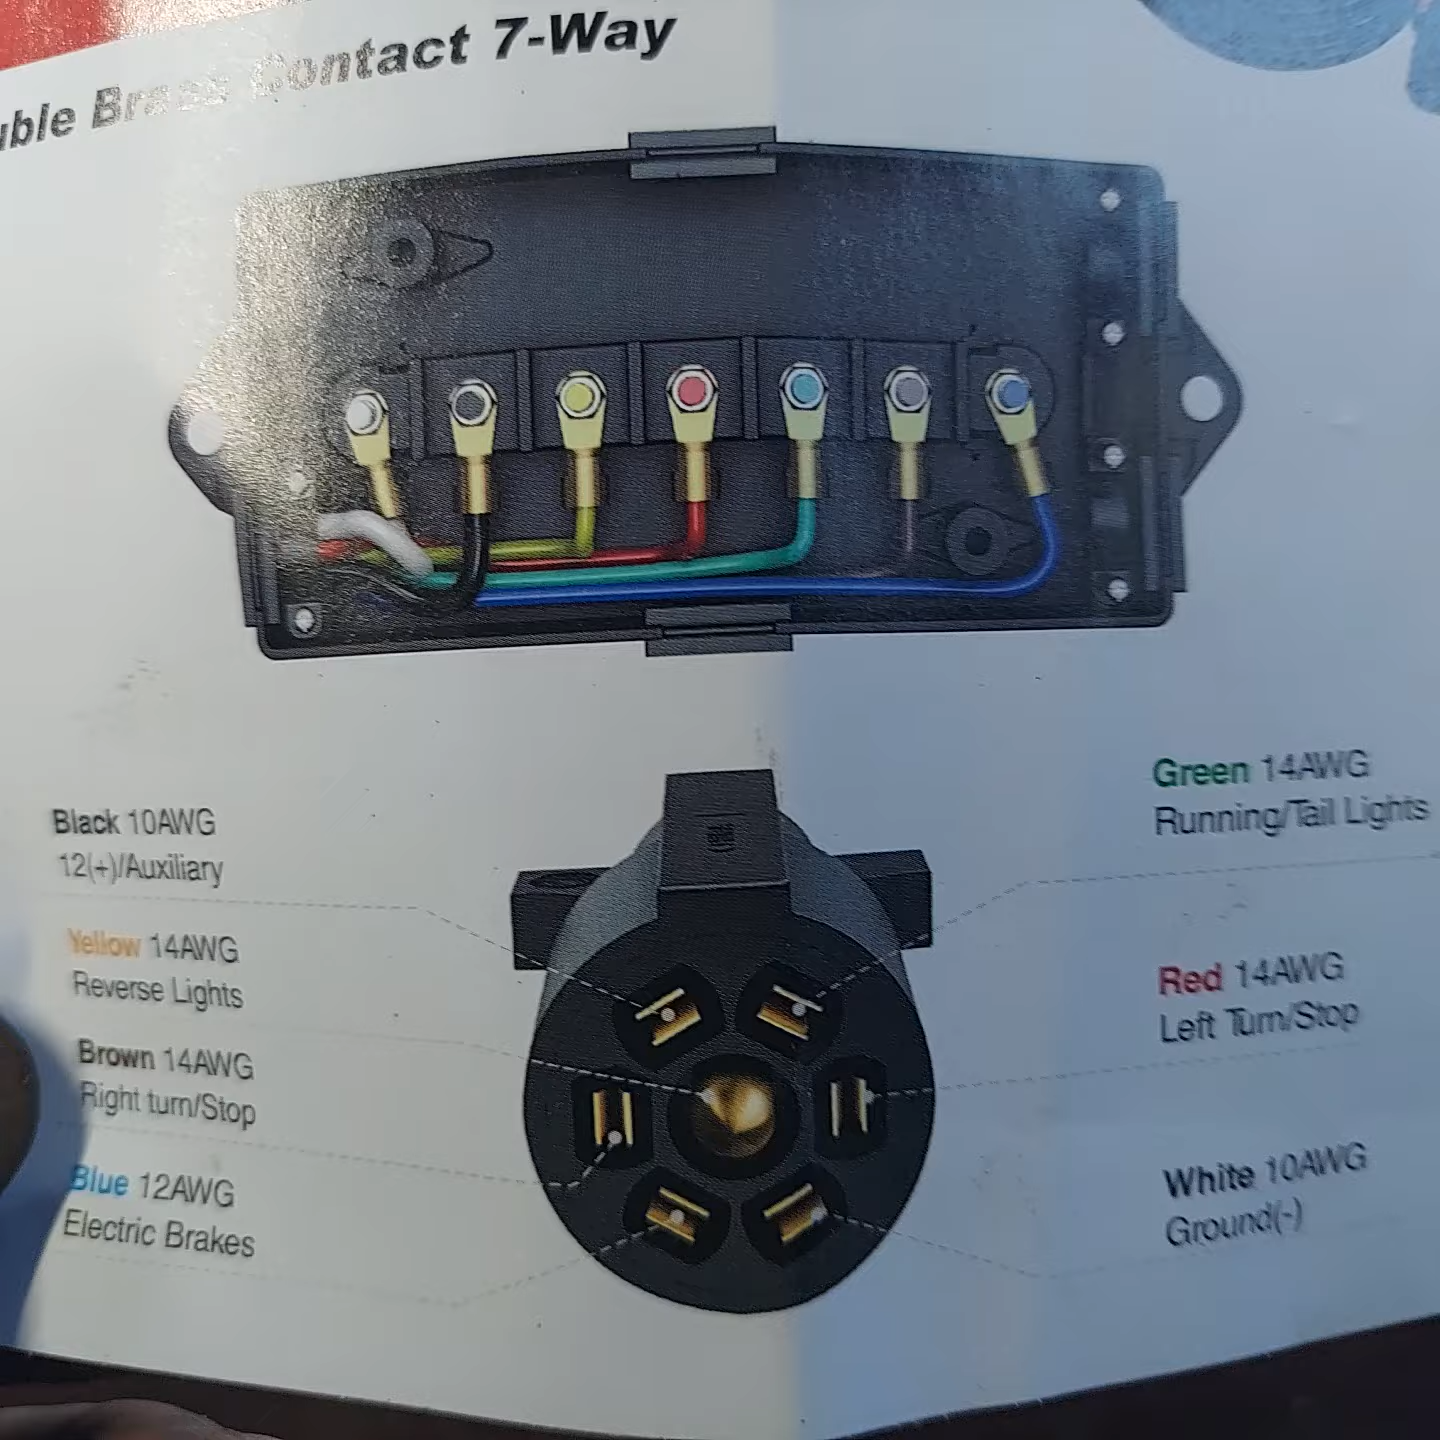 Brass Contact 7-Way
Black 10AWG
12(+)/Auxiliary
Yellow 14AWG
Reverse Lights
Brown 14AWG
Right turn/Stop
Blue 12AWG
Electric Brakes
Green 14AWG
Running/Tail Lights
Red 14AWG
Left Turn/Stop
White 10AWG
Ground(-)